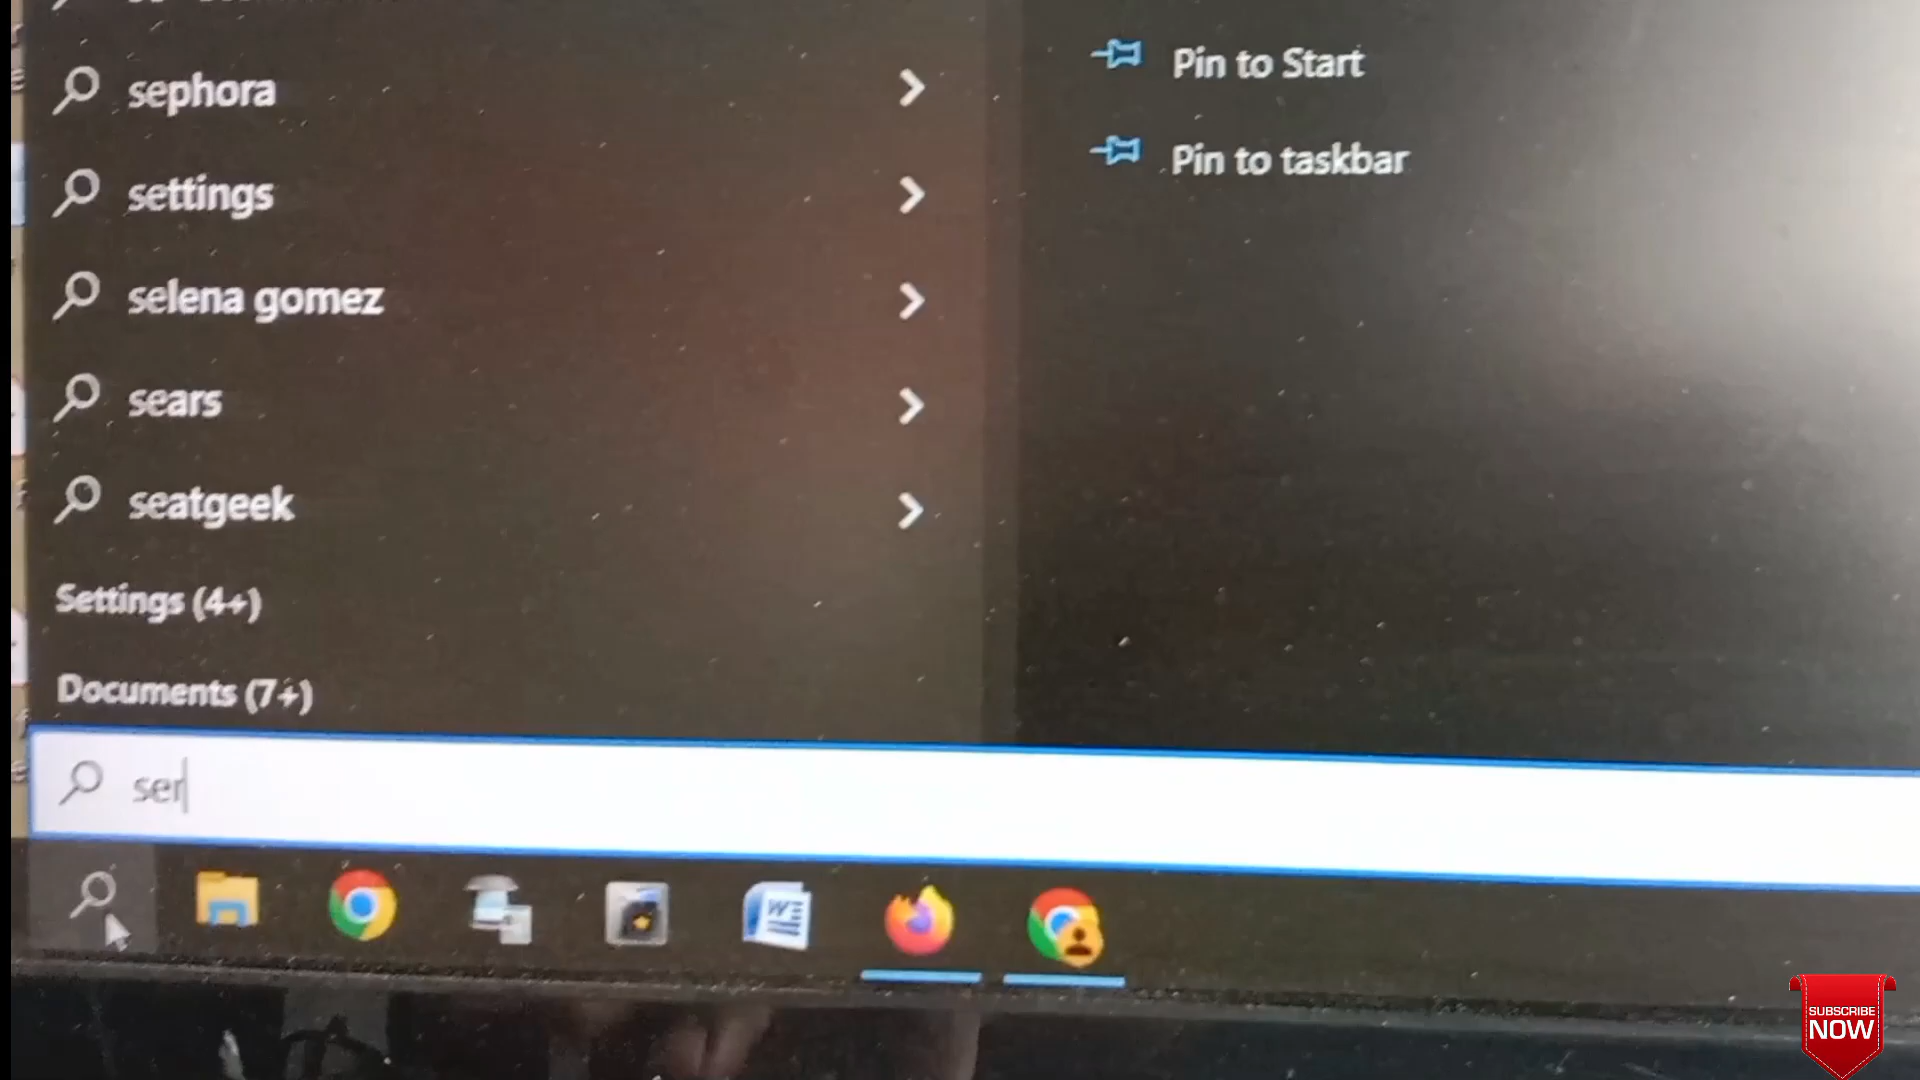 sephora
Pin to Start
settings
Pin to taskbar
selena gomez
sears
seatgeek
Settings (4+)
Documents (7+)
ser
W
SUBSCRIBE
NOW